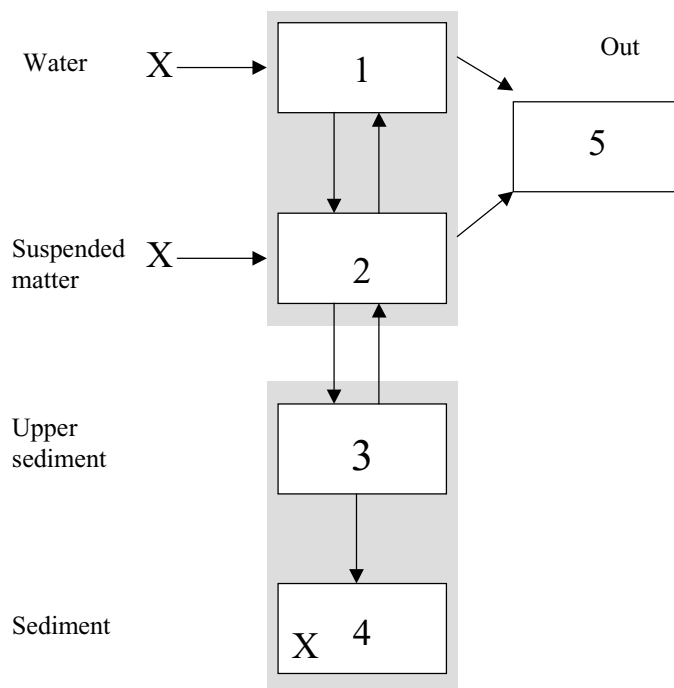 Water X 1 Out
5
Suspended
matter X 2
Upper
sediment 3
Sediment X 4